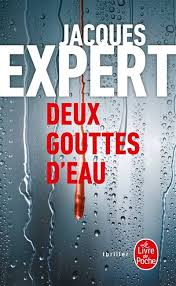 JACQUES
EXPERT
DEUX
GOUTTES
D'EAU
thriller
Le Livre
de Poche